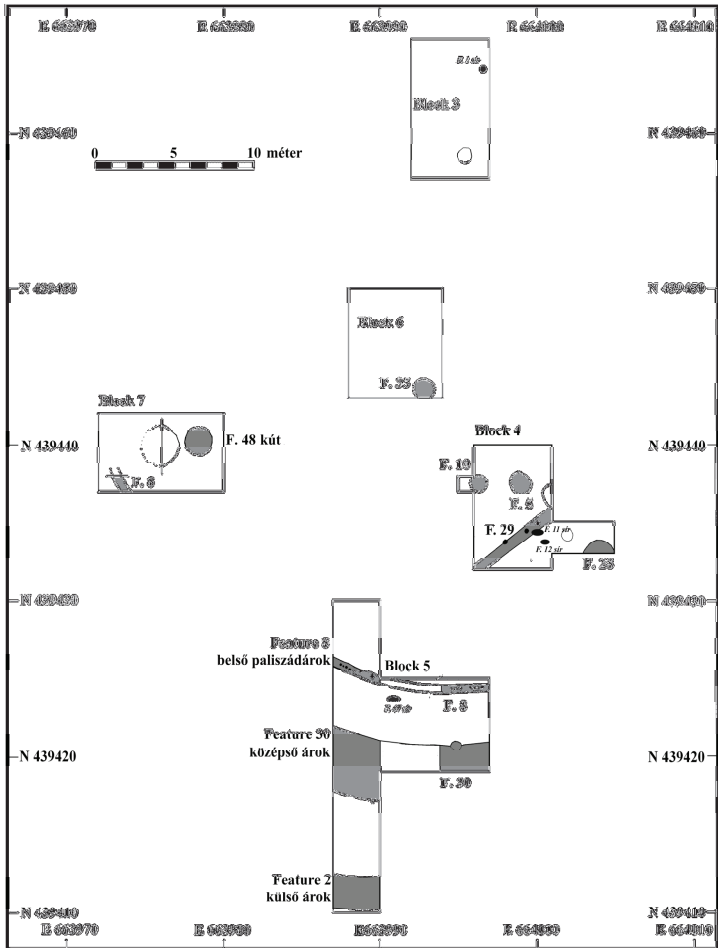 E 663970 E 663980 E 663990 E 664000 E 664010
Block 3
N 439460 N 439460
0 5 10 méter
N 439450 N 439450
Block 6
F. 35
Block 7
F. 48 kút
F. 8
N 439440 N 439440
Block 4
F. 10
F. 5
F. 29
F. 11 sír
F. 12 sír
F. 23
N 439430 N 439430
Feature 8
belső paliszádárok
Block 5
F. 8
Feature 30
középső árok
N 439420 N 439420
F. 30
Feature 2
külső árok
N 439410 N 439410
E 663970 E 663980 E 663990 E 664000 E 664010